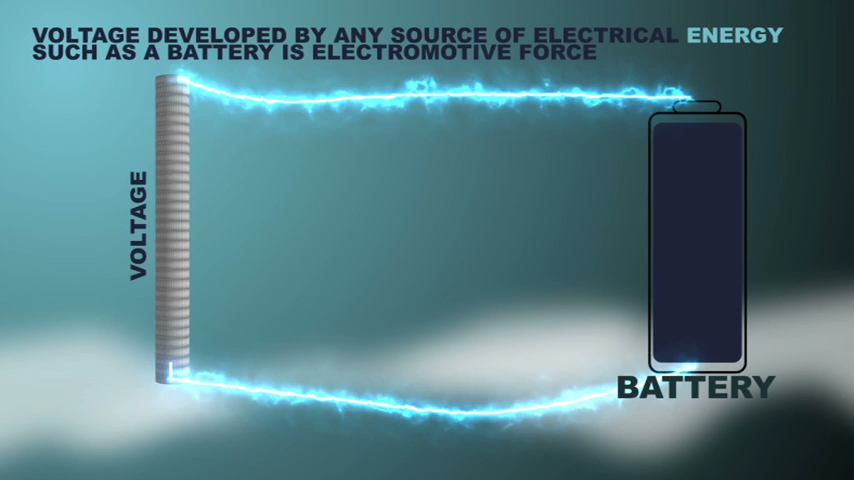 VOLTAGE DEVELOPED BY ANY SOURCE OF ELECTRICAL ENERGY
SUCH AS A BATTERY IS ELECTROMOTIVE FORCE
VOLTAGE
BATTERY